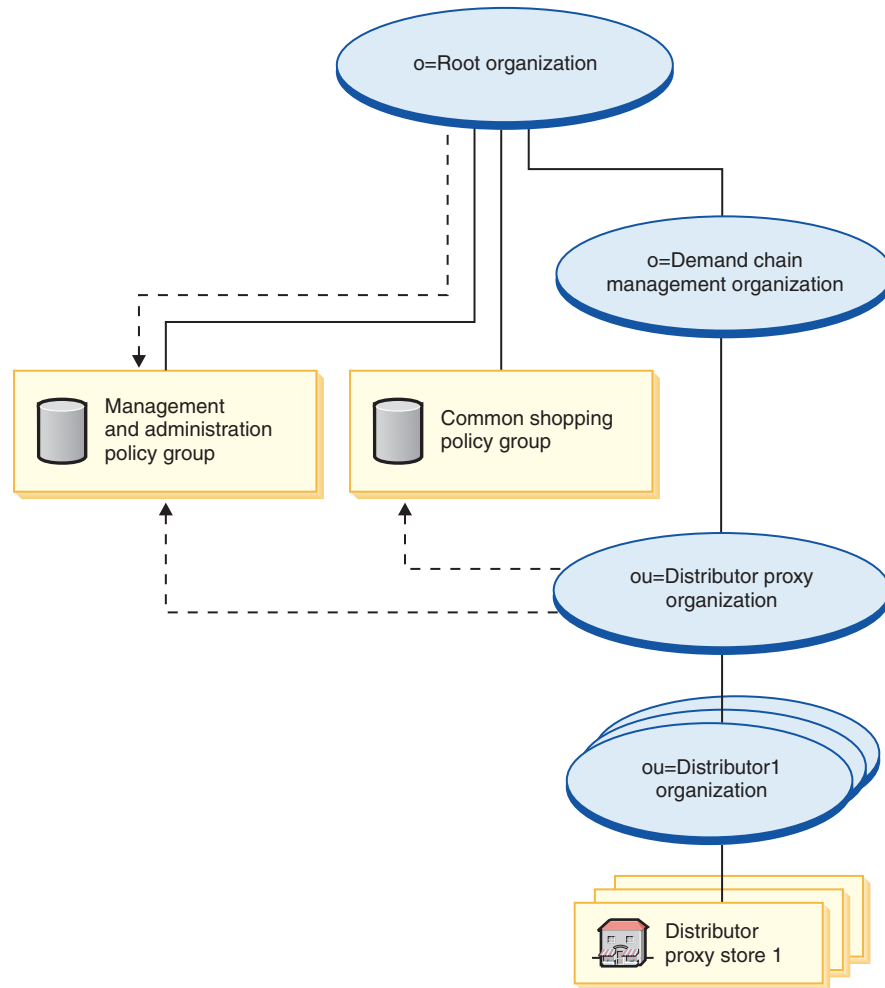 o=Root organization
o=Demand chain
management organization
Management
and administration
policy group
Common shopping
policy group
ou=Distributor proxy
organization
ou=Distributor1
organization
Distributor
proxy store 1